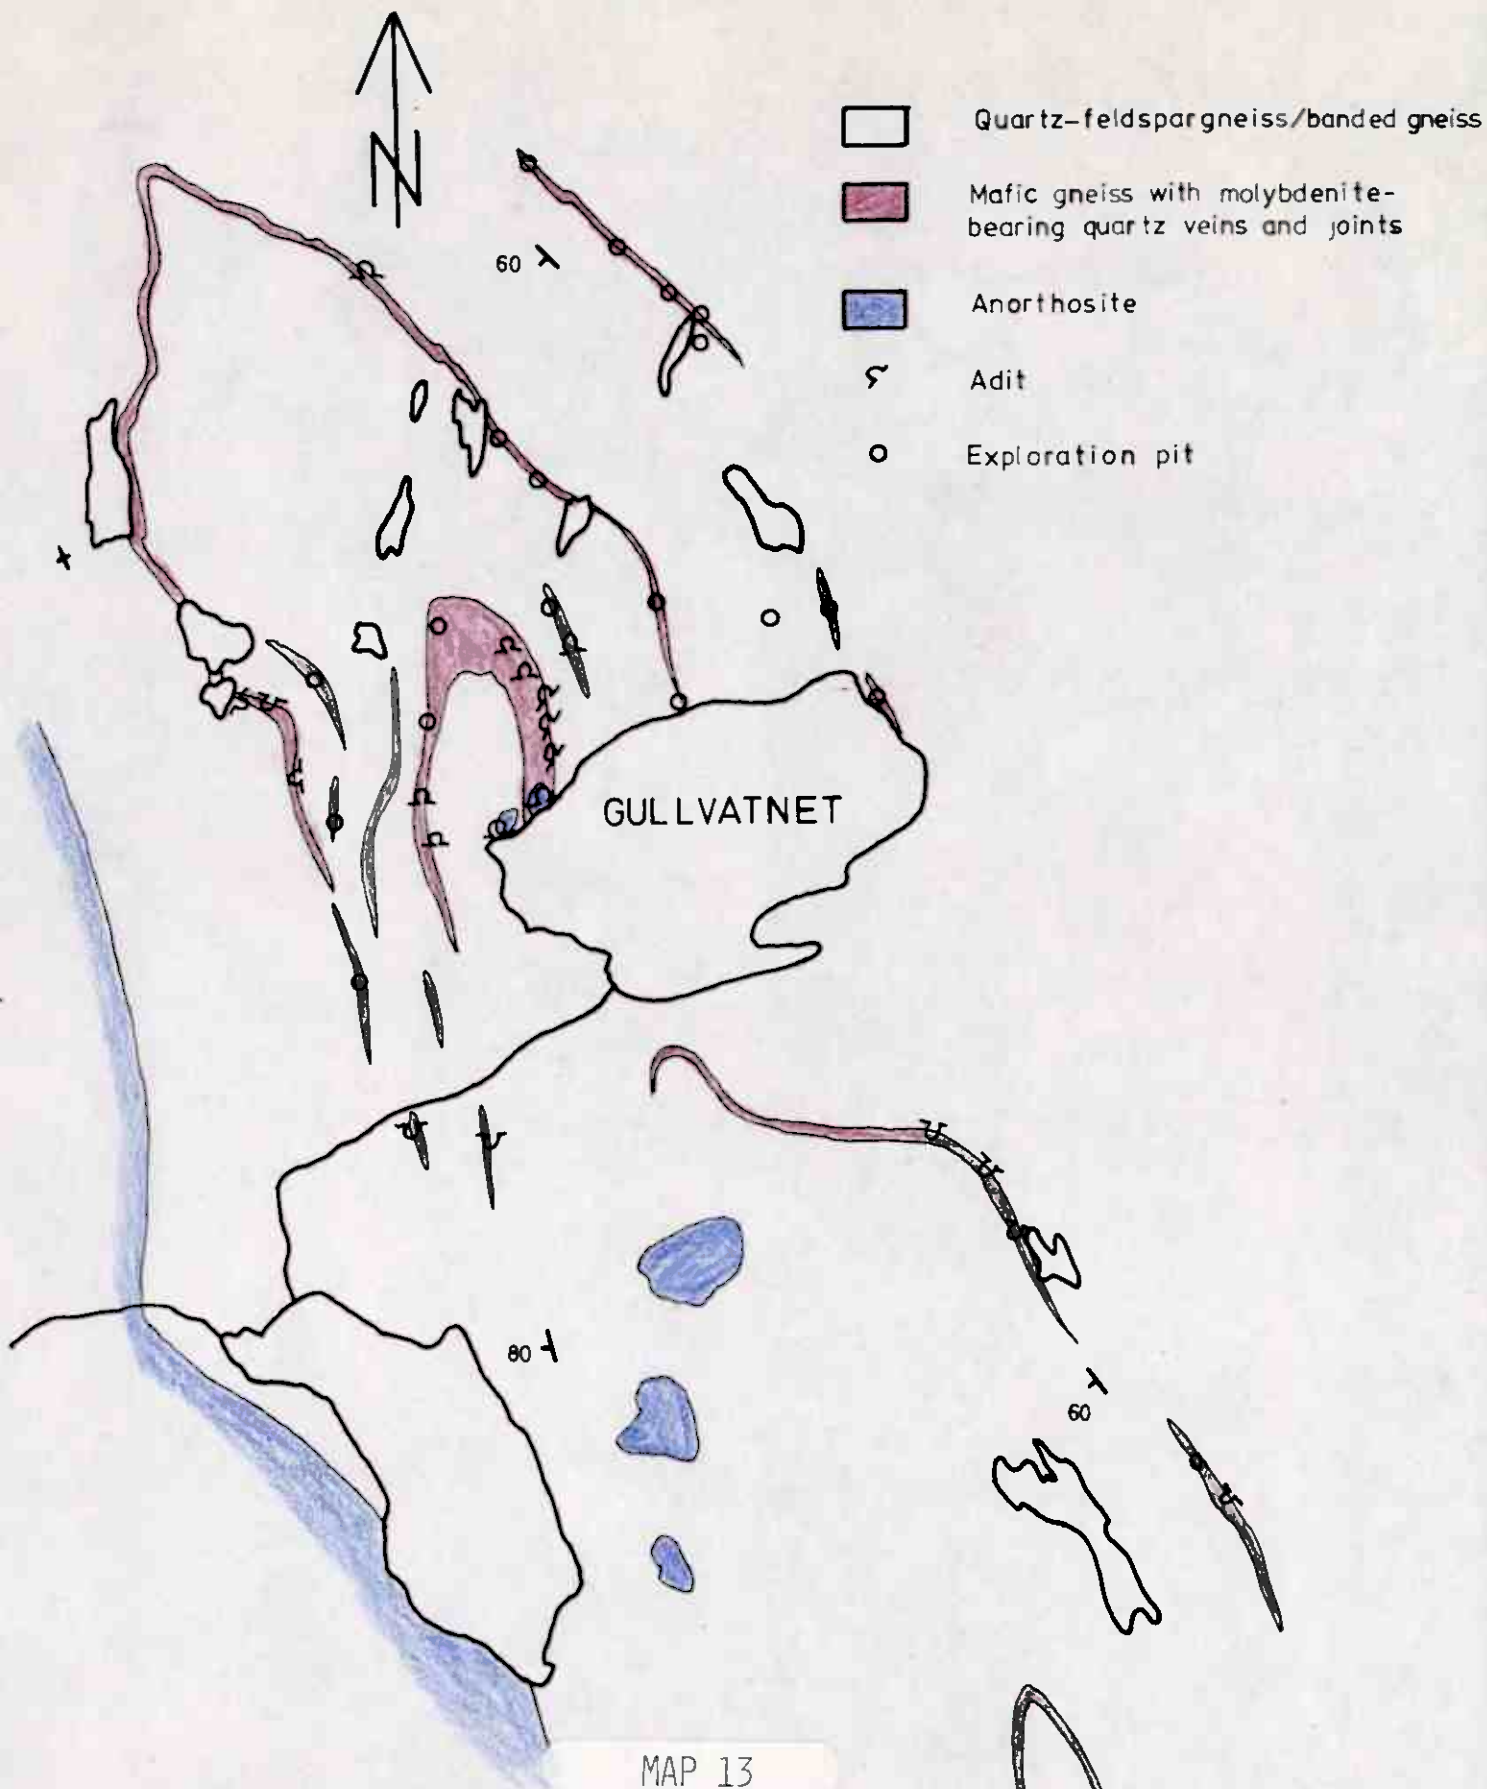 N
Quartz-feldspargneiss/banded gneiss
Mafic gneiss with molybdenite-
bearing quartz veins and joints
Anorthosite
Adit
Exploration pit
60
GULLVATNET
80
60
MAP 13